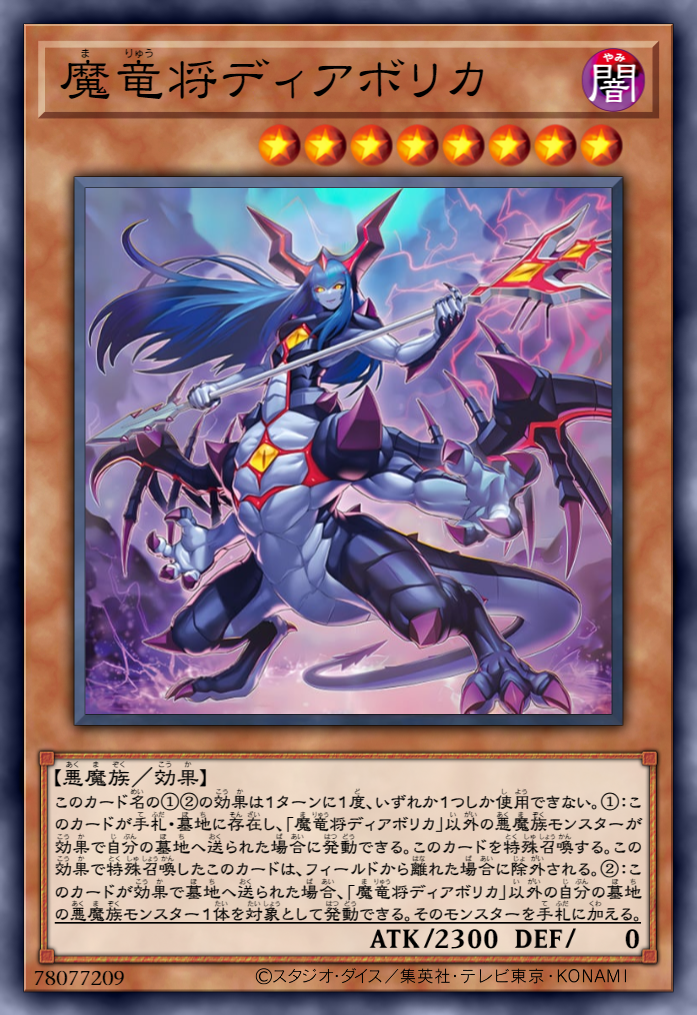 魔竜将ディアボリカ
闇
【悪魔族／効果】
このカード名の①②の効果は1ターンに1度、いずれか1つしか使用できない。①：こ
のカードが手札・墓地に存在し、「魔竜将ディアボリカ」以外の悪魔族モンスターが
効果で自分の墓地へ送られた場合に発動できる。このカードを特殊召喚する。この
効果で特殊召喚したこのカードは、フィールドから離れた場合に除外される。②：こ
のカードが効果で墓地へ送られた場合、「魔竜将ディアボリカ」以外の自分の墓地
の悪魔族モンスター1体を対象として発動できる。そのモンスターを手札に加える。
ATK/2300 DEF/ 0
78077209 ©スタジオ・ダイス／集英社・テレビ東京・KONAMI